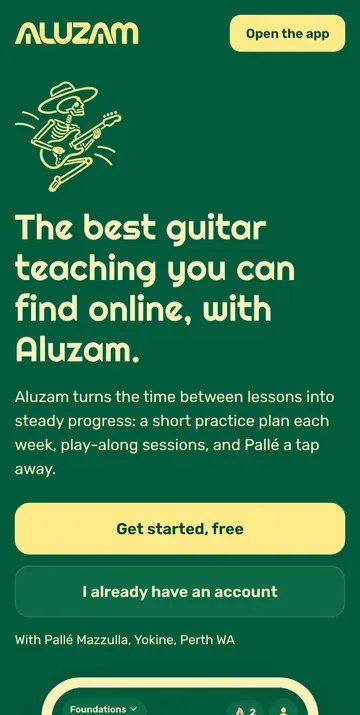 ALUZAM
Open the app
The best guitar
teaching you can
find online, with
Aluzam.
Aluzam turns the time between lessons into
steady progress: a short practice plan each
week, play-along sessions, and Pallé a tap
away.
Get started, free
I already have an account
With Pallé Mazzulla, Yokine, Perth WA
Foundations
2